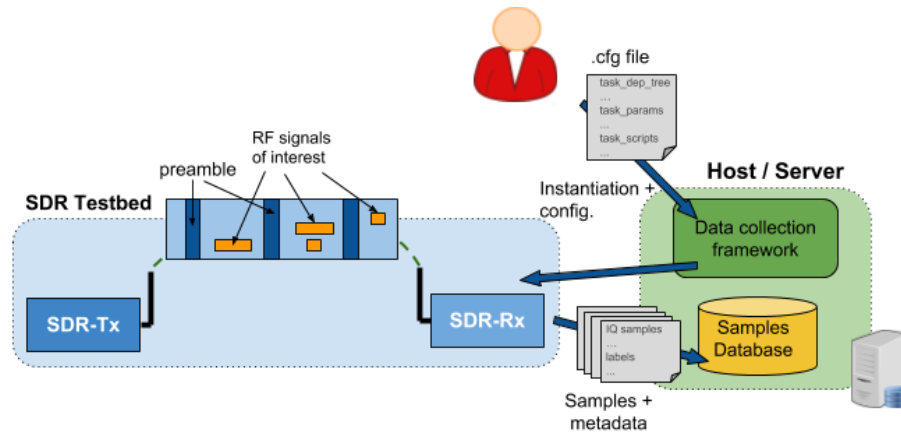 .cfg file
task_dep_tree
...
task_params
...
task_scripts
...
RF signals
of interest
preamble
SDR Testbed
Instantiation +
config.
Host / Server
Data collection
framework
SDR-Tx
SDR-Rx
IQ samples
...
labels
...
Samples
Database
Samples +
metadata